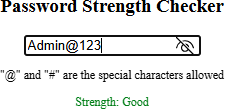 Password Strength Checker
Admin@123
"@" and "#" are the special characters allowed
Strength: Good